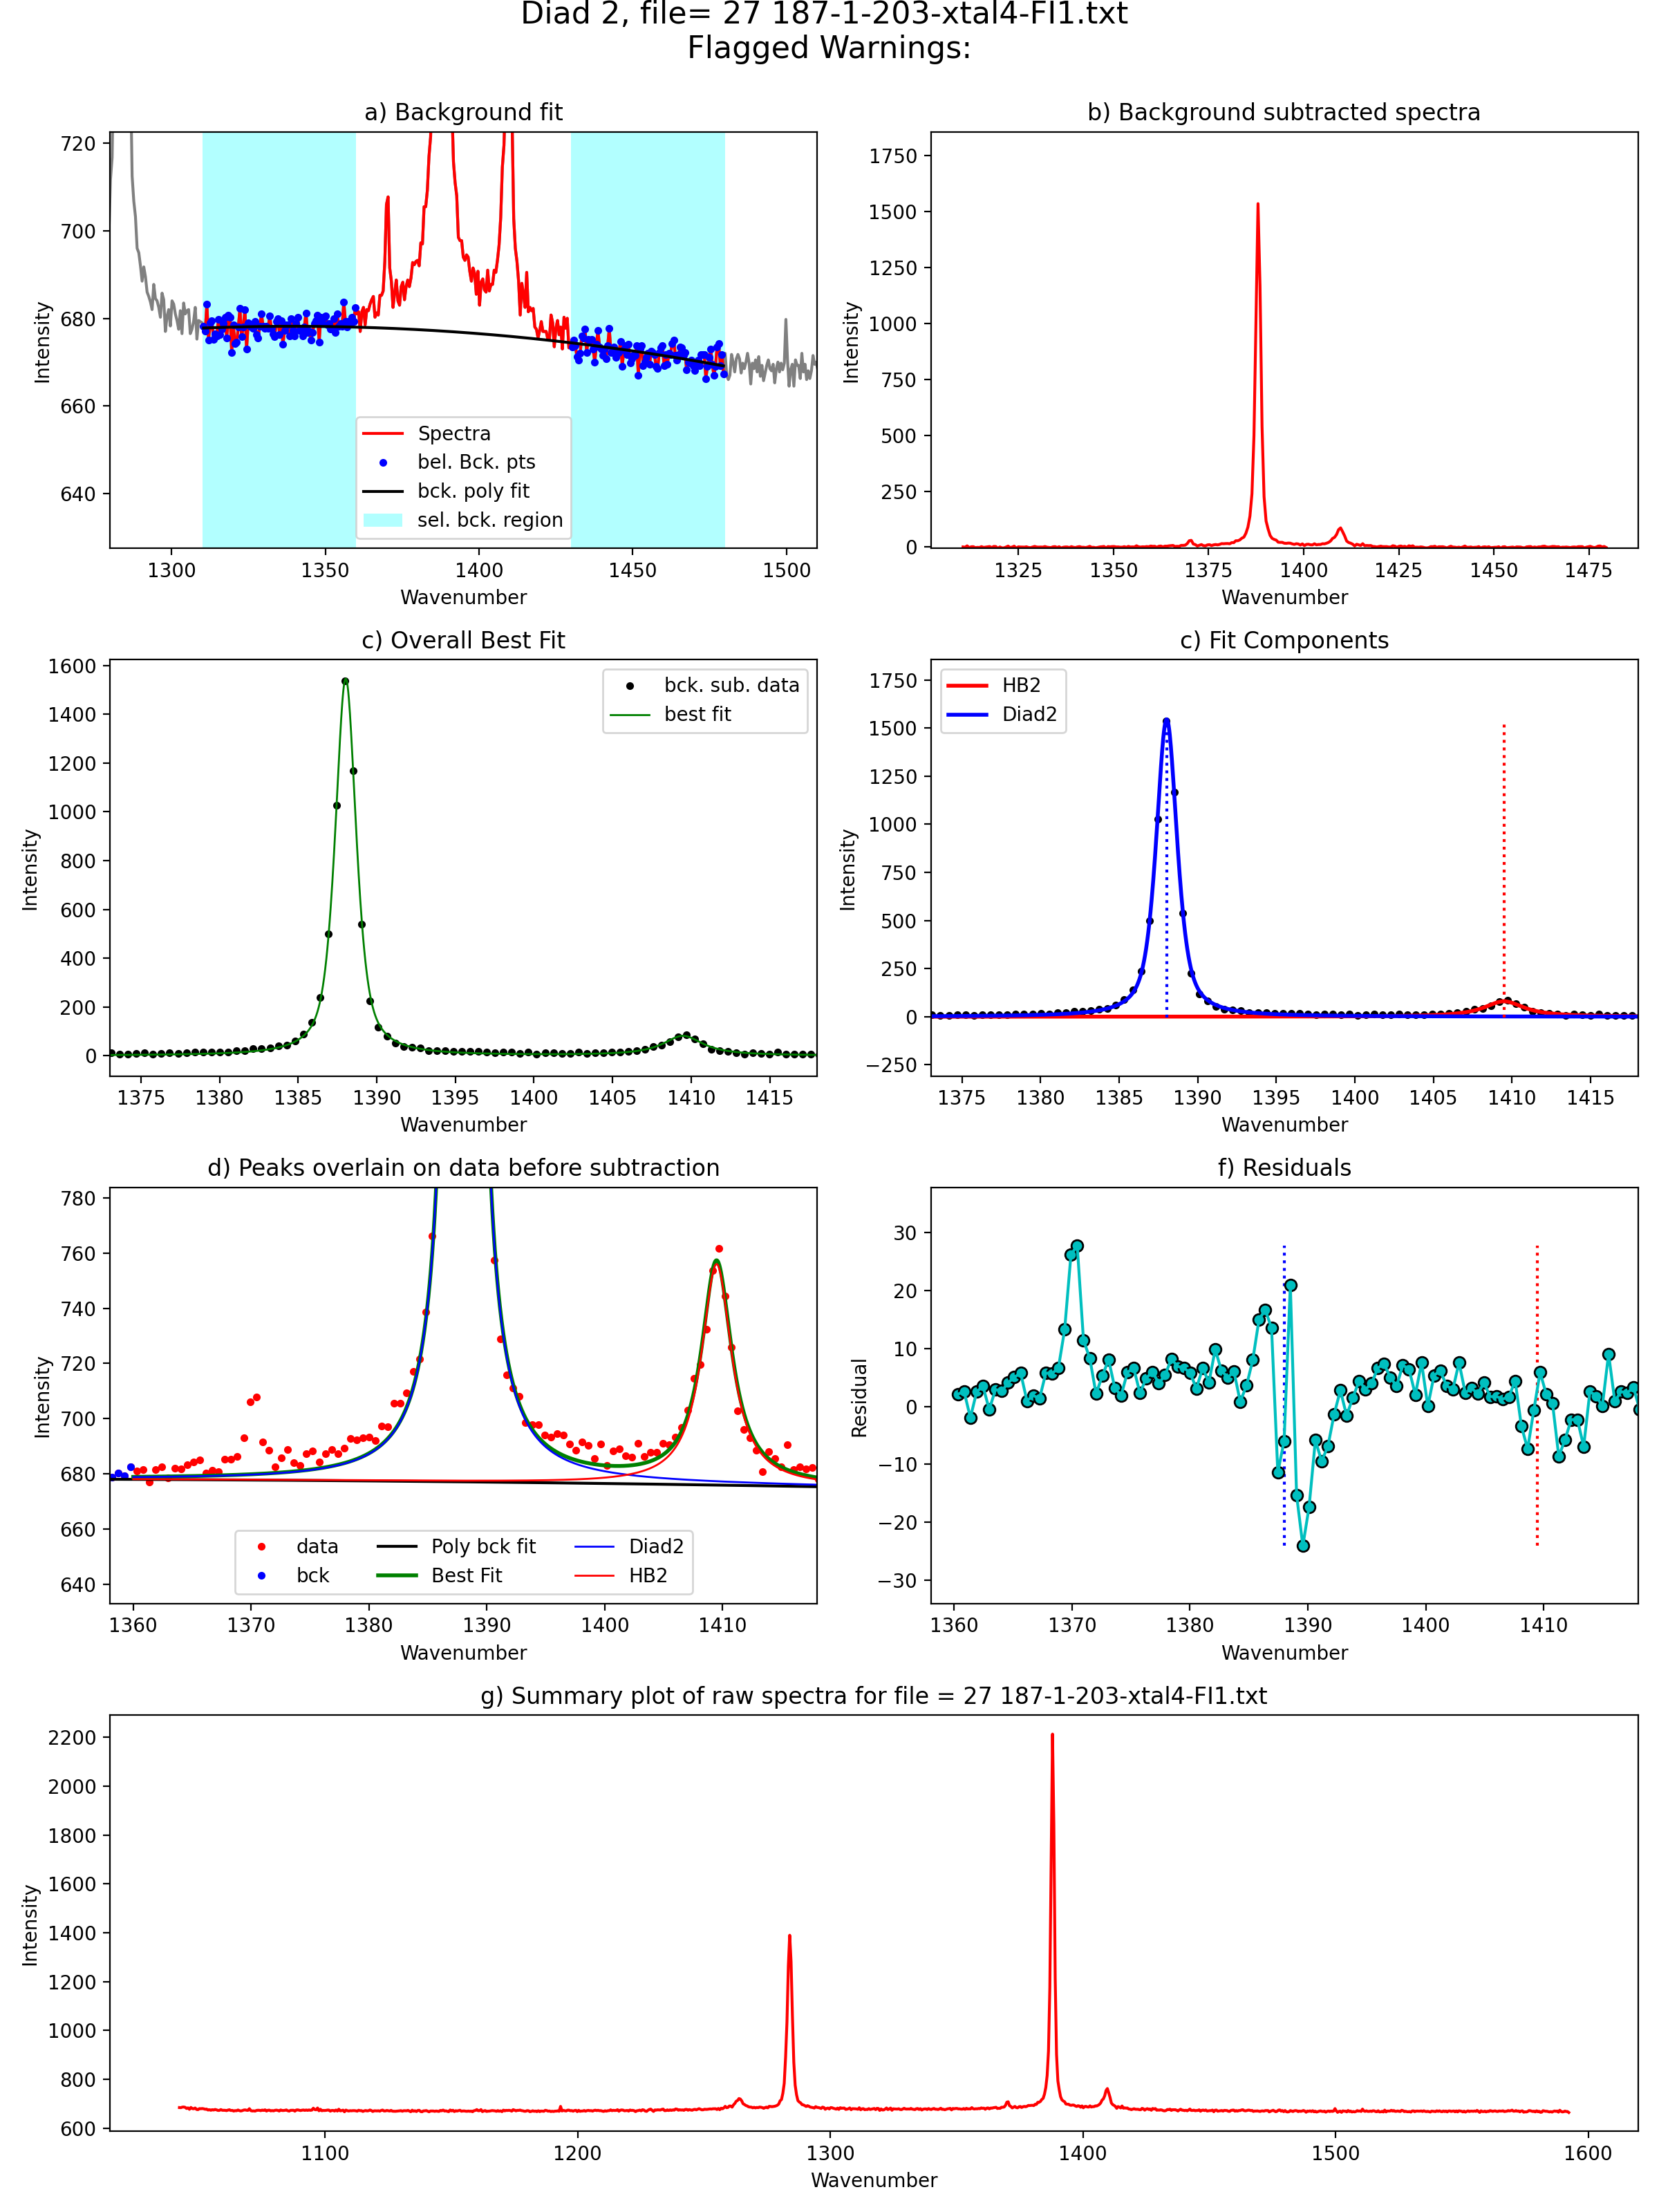 Diad 2, file= 27 187-1-203-xtal4-FI1.txt
Flagged Warnings:
a) Background fit
720
700
680
660
640
Intensity
Spectra
bel. Bck. pts
bck. poly fit
sel. bck. region
1300 1350 1400 1450 1500
Wavenumber
b) Background subtracted spectra
1750
1500
1250
1000
750
500
250
0
Intensity
1325 1350 1375 1400 1425 1450 1475
Wavenumber
c) Overall Best Fit
1600
1400
1200
1000
800
600
400
200
0
Intensity
bck. sub. data
best fit
1375 1380 1385 1390 1395 1400 1405 1410 1415
Wavenumber
c) Fit Components
1750
1500
1250
1000
750
500
250
0
−250
Intensity
HB2
Diad2
1375 1380 1385 1390 1395 1400 1405 1410 1415
Wavenumber
d) Peaks overlain on data before subtraction
780
760
740
720
700
680
660
640
Intensity
data
bck
Poly bck fit
Best Fit
Diad2
HB2
1360 1370 1380 1390 1400 1410
Wavenumber
f) Residuals
30
20
10
0
−10
−20
−30
Residual
1360 1370 1380 1390 1400 1410
Wavenumber
g) Summary plot of raw spectra for file = 27 187-1-203-xtal4-FI1.txt
2200
2000
1800
1600
1400
1200
1000
800
600
Intensity
1100 1200 1300 1400 1500 1600
Wavenumber